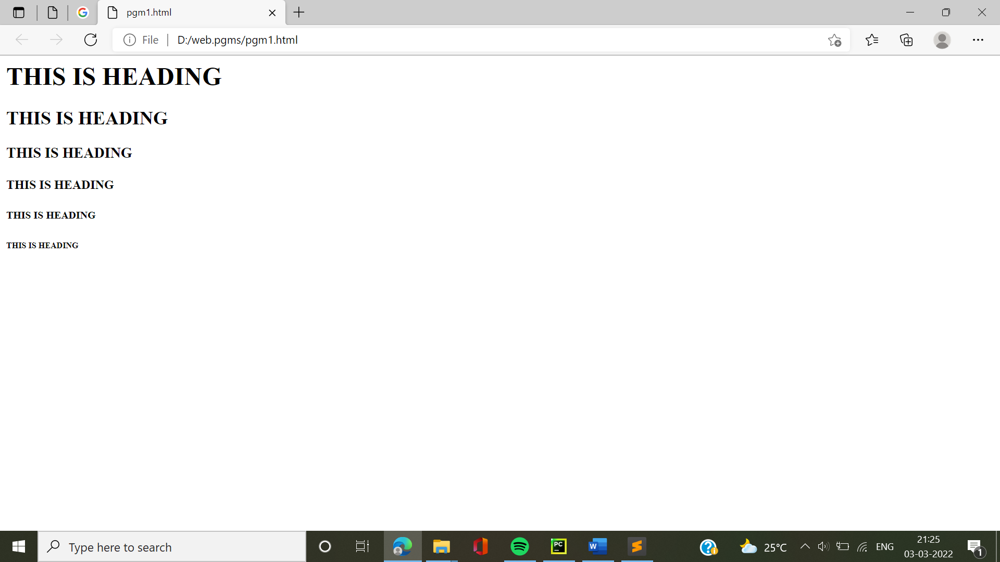 pgm1.html
File D:/web.pgms/pgm1.html
THIS IS HEADING
THIS IS HEADING
THIS IS HEADING
THIS IS HEADING
THIS IS HEADING
THIS IS HEADING
Type here to search
PC
W
25°C
ENG
21:25
03-03-2022
1